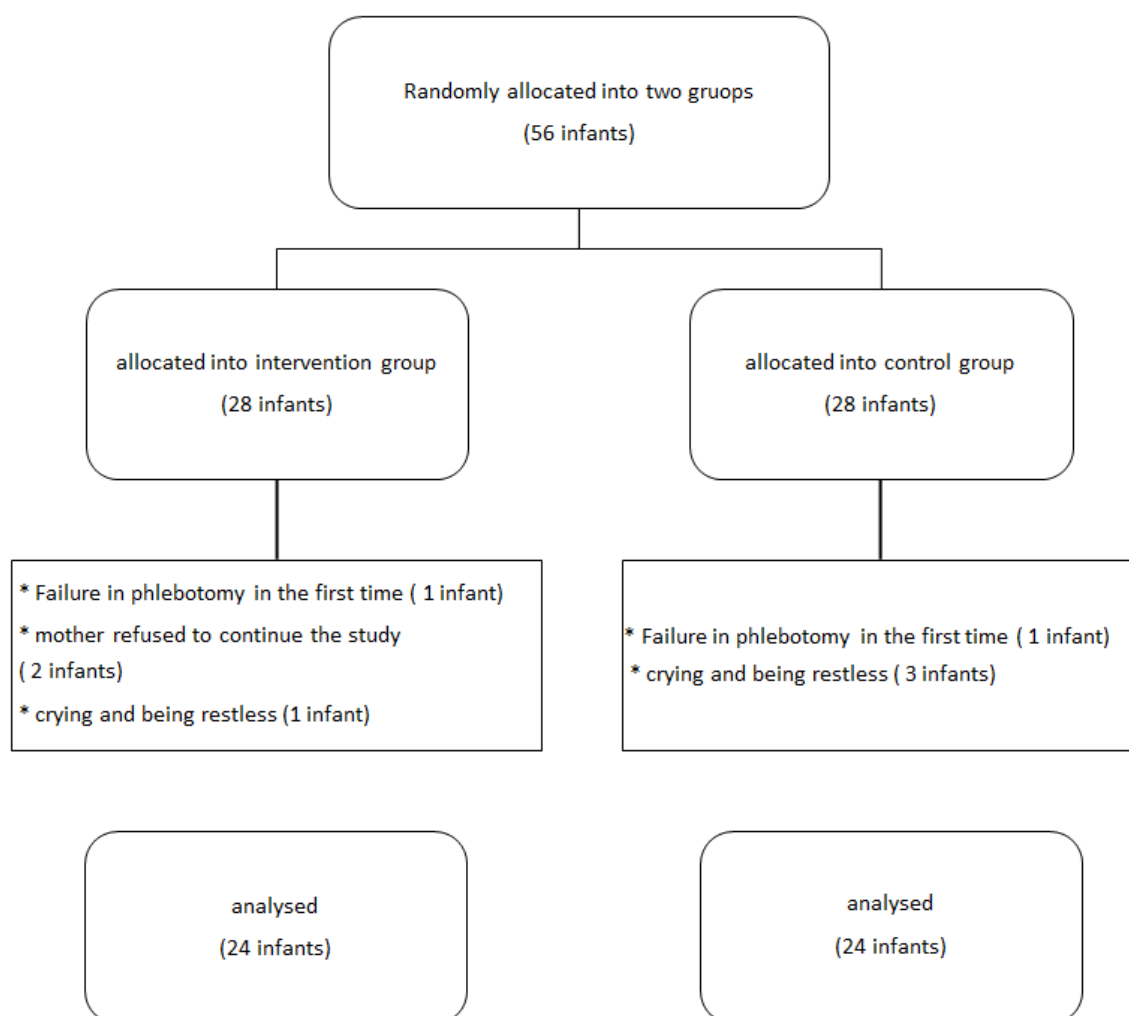 Randomly allocated into two gruops
(56 infants)
allocated into intervention group
(28 infants)
allocated into control group
(28 infants)
* Failure in phlebotomy in the first time ( 1 infant)
* mother refused to continue the study
( 2 infants)
* crying and being restless (1 infant)
* Failure in phlebotomy in the first time ( 1 infant)
* crying and being restless ( 3 infants)
analysed
(24 infants)
analysed
(24 infants)